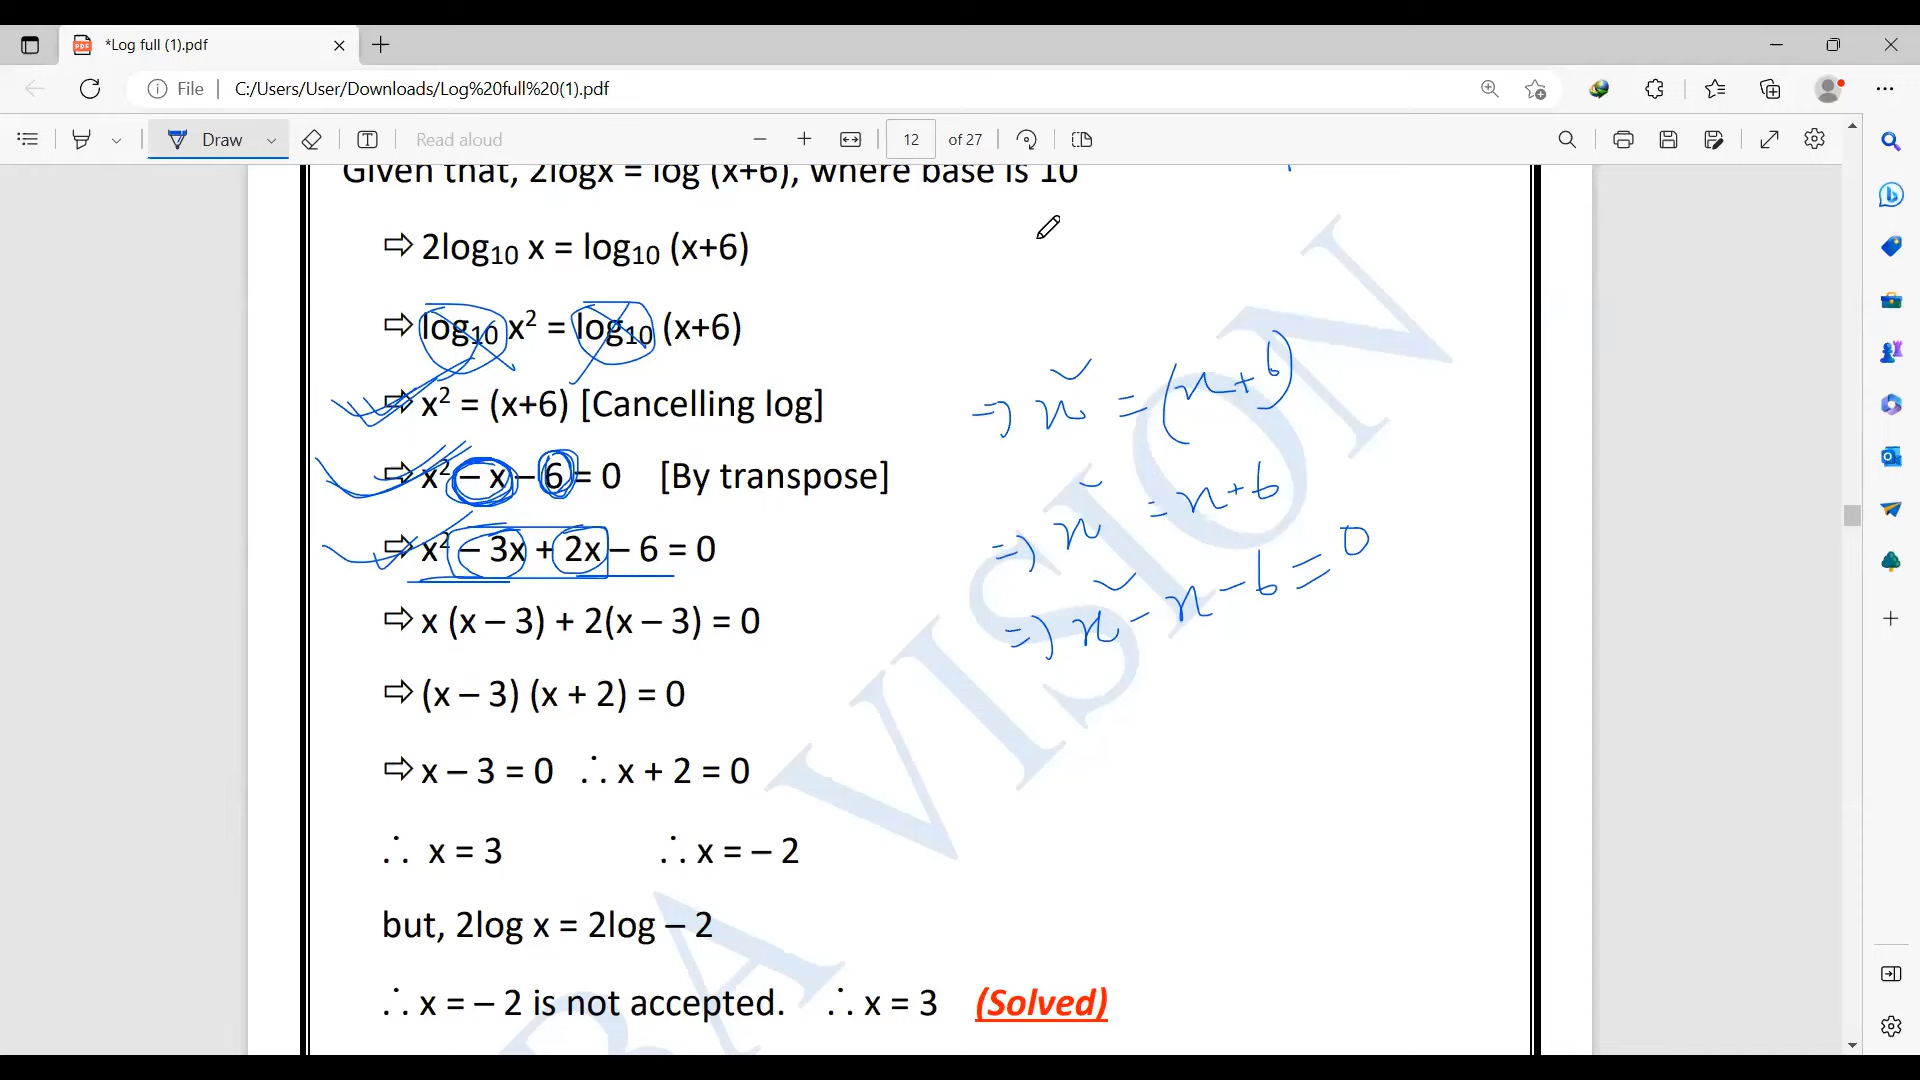 *Log full (1).pdf
File | C:/Users/User/Downloads/Log%20full%20(1).pdf
Draw Read aloud 12 of 27
Given that, 2logx = log (x+6), where base is 10
⇨ 2log₁₀ x = log₁₀ (x+6)
⇨ log₁₀ x² = log₁₀ (x+6)
⇨ x² = (x+6) [Cancelling log]
⇨ x² – x – 6 = 0 [By transpose]
⇨ x² – 3x + 2x – 6 = 0
⇨ x (x – 3) + 2(x – 3) = 0
⇨ (x – 3) (x + 2) = 0
⇨ x – 3 = 0 ∴ x + 2 = 0
∴ x = 3 ∴ x = – 2
but, 2log x = 2log – 2
∴ x = – 2 is not accepted. ∴ x = 3 (Solved)
⇒ x² = (x+6)
⇒ x² = x+6
⇒ x² - x - 6 = 0
BA VISION